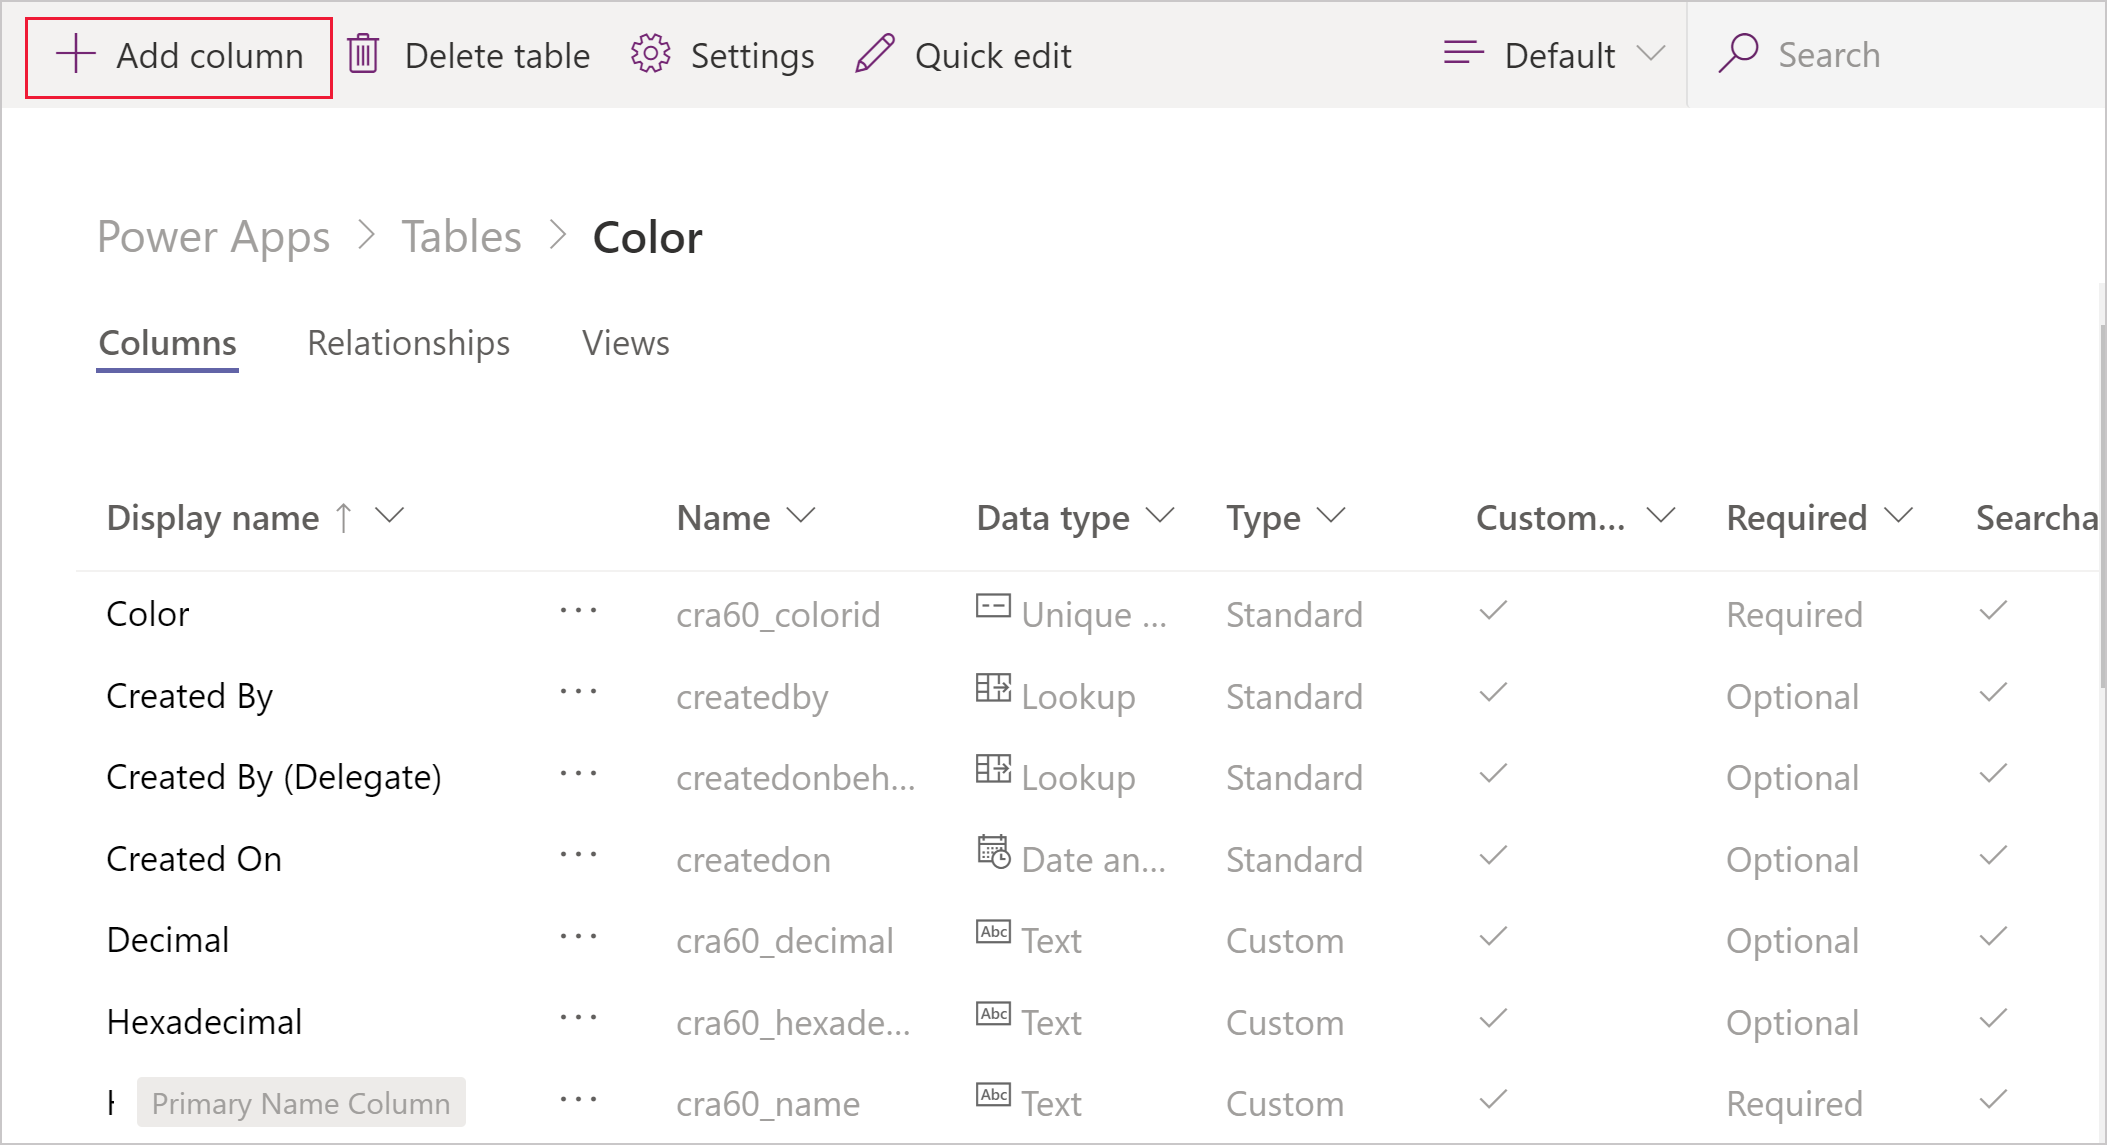 Add column Delete table Settings Quick edit Default Search
Power Apps > Tables > Color
Columns Relationships Views
Display name ↑ Name Data type Type Custom... Required Searcha
Color ... cra60_colorid Unique ... Standard ✓ Required ✓
Created By ... createdby Lookup Standard ✓ Optional ✓
Created By (Delegate) ... createdonbeh... Lookup Standard ✓ Optional ✓
Created On ... createdon Date an... Standard ✓ Optional ✓
Decimal ... cra60_decimal Abc Text Custom ✓ Optional ✓
Hexadecimal ... cra60_hexade... Abc Text Custom ✓ Optional ✓
Primary Name Column ... cra60_name Abc Text Custom ✓ Required ✓